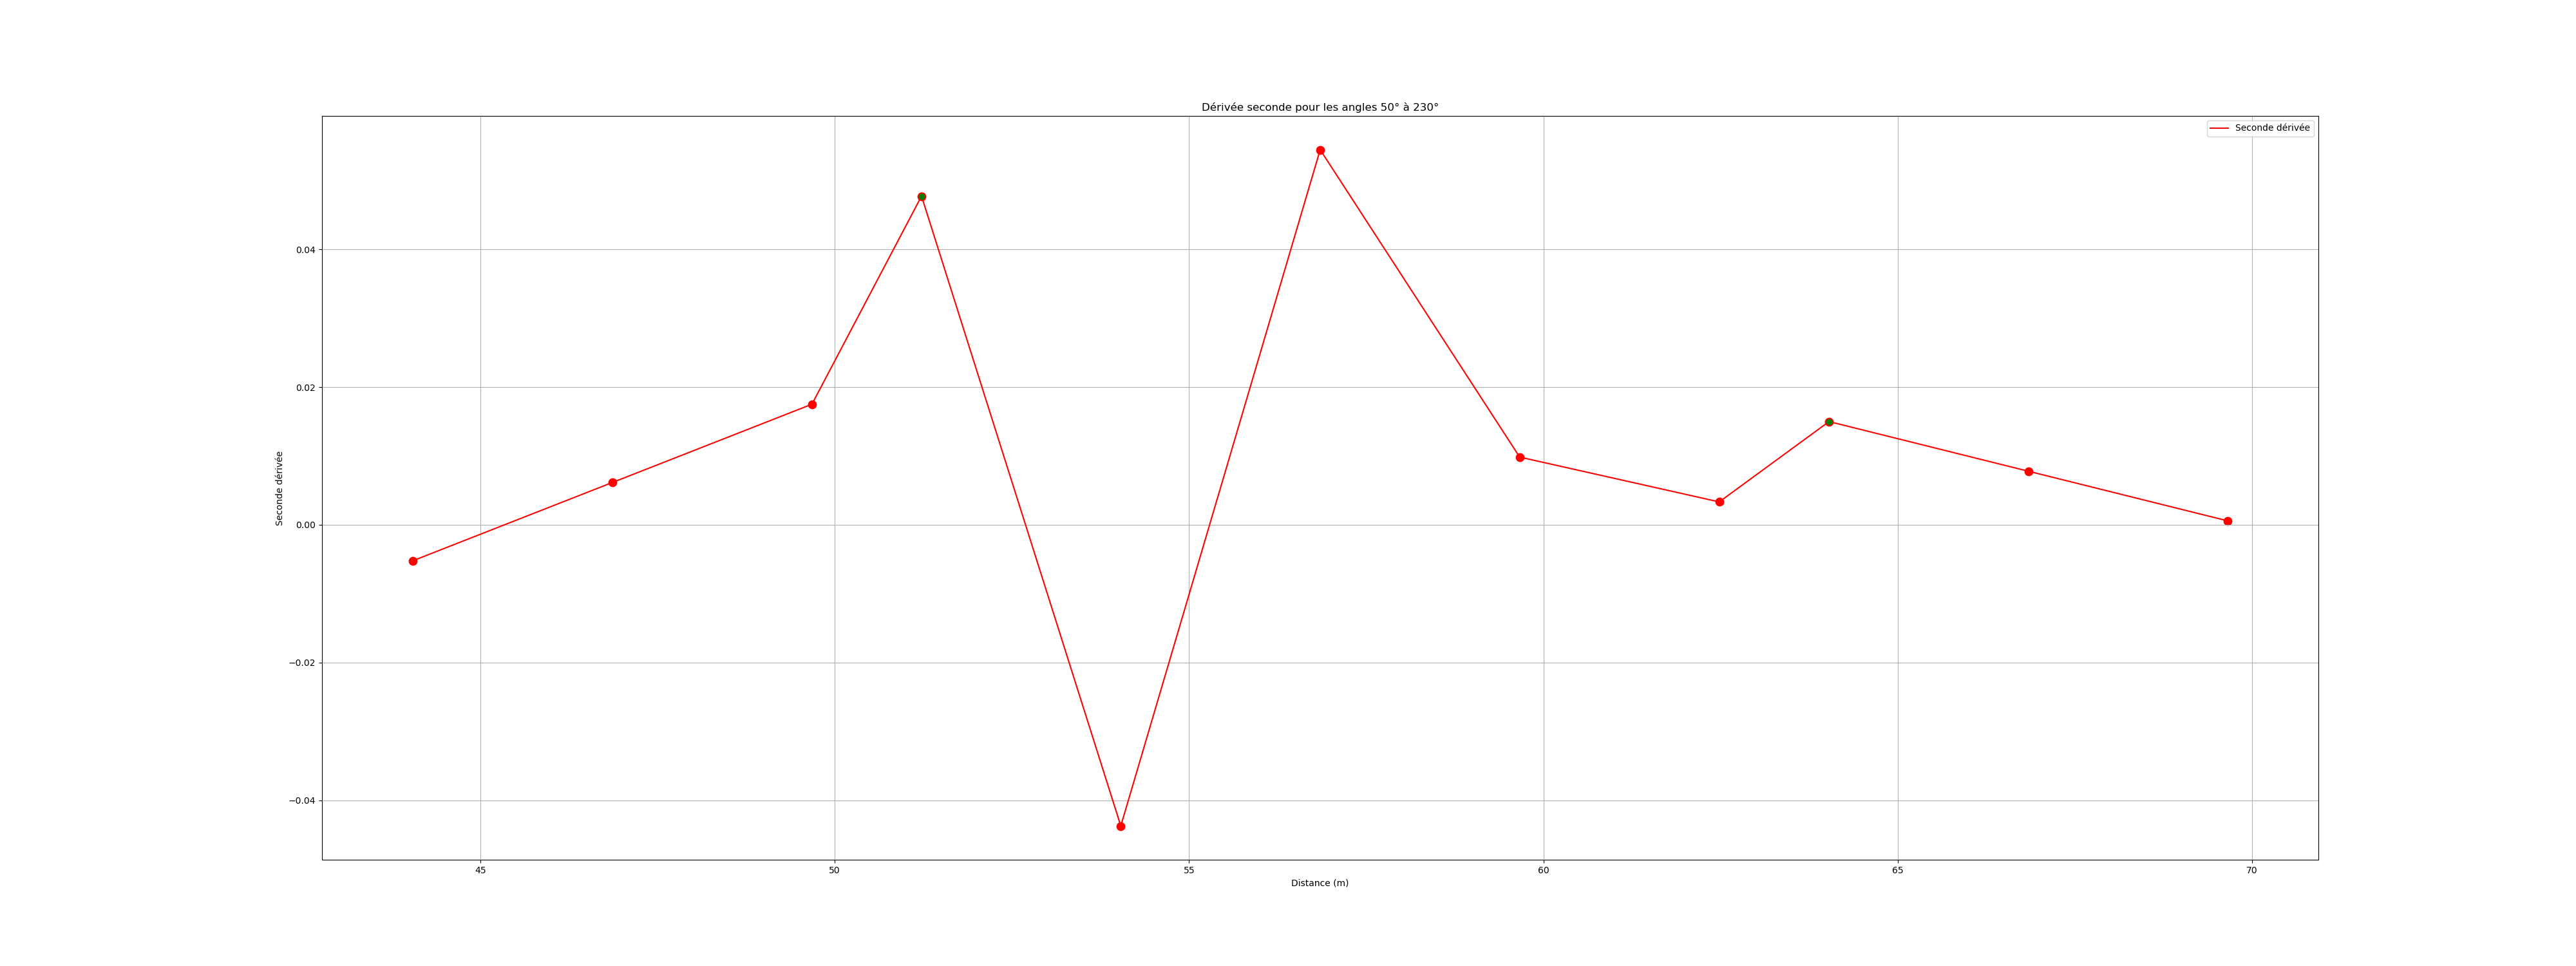 Dérivée seconde pour les angles 50° à 230°
Seconde dérivée
0.04
0.02
0.00
−0.02
−0.04
Seconde dérivée
45 50 55 60 65 70
Distance (m)